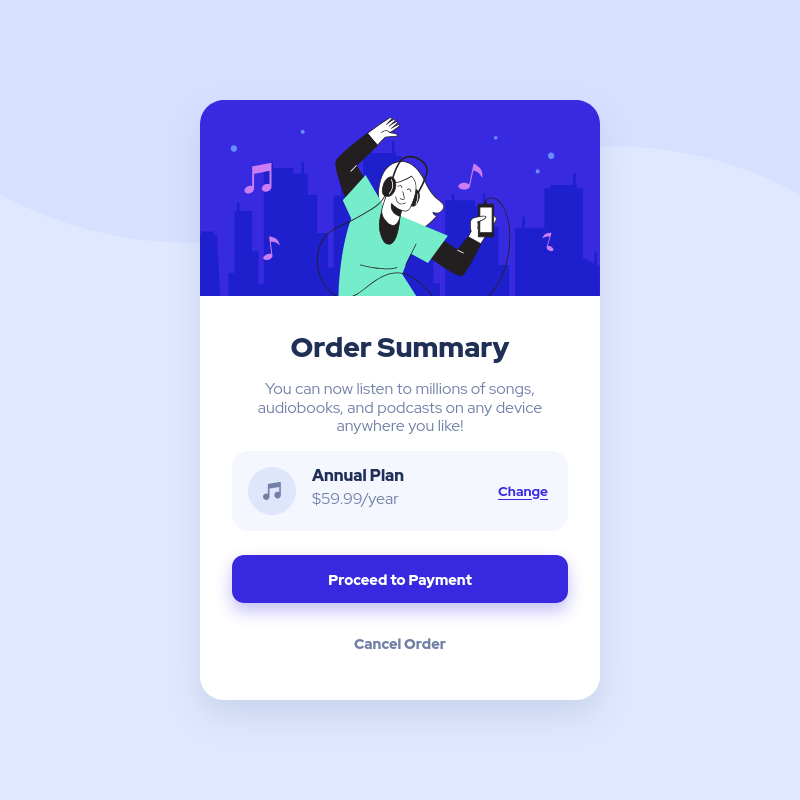 Order Summary
You can now listen to millions of songs,
audiobooks, and podcasts on any device
anywhere you like!
Annual Plan
$59.99/year
Change
Proceed to Payment
Cancel Order